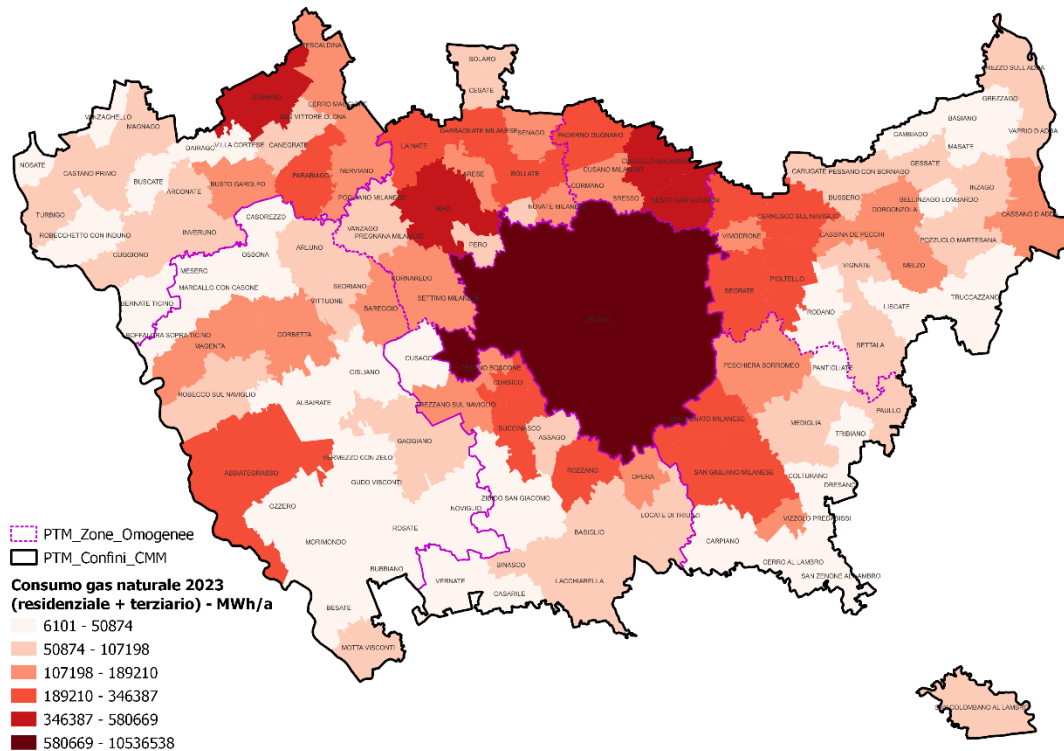 RESCALDINA
SOLARO
CESATE
LEGNANO
CERRO MAGGIORE
SAN VITTORE OLONA
VANZAGHELLO
MAGNAGO
DAIRAGO
VILLA CORTESE
CANEGRATE
NOSATE
CASTANO PRIMO
BUSCATE
ARCONATE
BUSTO GAROLFO
PARABIAGO
NERVIANO
LAINATE
GARBAGNATE MILANESE
SENAGO
PADERNO DUGNANO
ARESE
BOLLATE
CUSANO MILANINO
CINISELLO BALSAMO
CORMANO
BRESSO
SESTO SAN GIOVANNI
POGLIANO MILANESE
RHO
NOVATE MILANESE
TREZZO SULL'ADDA
GREZZAGO
BASIANO
CAMBIAGO
MASATE
VAPRIO D'ADDA
GESSATE
CARUGATE
PESSANO CON BORNAGO
BUSSERO
BELLINZAGO LOMBARDO
INZAGO
GORGONZOLA
CASSANO D'ADDA
CERNUSCO SUL NAVIGLIO
CASSINA DE PECCHI
VIMODRONE
POZZUOLO MARTESANA
TURBIGO
ROBECCHETTO CON INDUNO
CUGGIONO
INVERUNO
CASOREZZO
VANZAGO
PREGNANA MILANESE
PERO
ARLUNO
OSSONA
MESERO
MARCALLO CON CASONE
BERNATE TICINO
BOFFALORA SOPRA TICINO
SEDRIANO
VITTUONE
BAREGGIO
CORNAREDO
SETTIMO MILANESE
MILANO
SEGRATE
PIOLTELLO
VIGNATE
MELZO
LISCATE
TRUCCAZZANO
RODANO
SETTALA
CORBETTA
MAGENTA
CUSAGO
CISLIANO
CESANO BOSCONE
CORSICO
PESCHIERA BORROMEO
PANTIGLIATE
ROBECCO SUL NAVIGLIO
ALBAIRATE
TREZZANO SUL NAVIGLIO
BUCCINASCO
ASSAGO
SAN DONATO MILANESE
MEDIGLIA
PAULLO
TRIBIANO
ABBIATEGRASSO
VERMEZZO CON ZELO
GAGGIANO
GUDO VISCONTI
ROZZANO
OPERA
SAN GIULIANO MILANESE
COLTURANO
DRESANO
OZZERO
NOVIGLIO
ZIBIDO SAN GIACOMO
LOCATE DI TRIULZI
VIZZOLO PREDABISSI
ROSATE
MORIMONDO
BASIGLIO
CARPIANO
CERRO AL LAMBRO
SAN ZENONE AL LAMBRO
BUBBIANO
VERNATE
BINASCO
LACCHIARELLA
CASARILE
BESATE
MOTTA VISCONTI
SAN COLOMBANO AL LAMBRO
PTM_Zone_Omogenee
PTM_Confini_CMM
Consumo gas naturale 2023
(residenziale + terziario) - MWh/a
6101 - 50874
50874 - 107198
107198 - 189210
189210 - 346387
346387 - 580669
580669 - 10536538